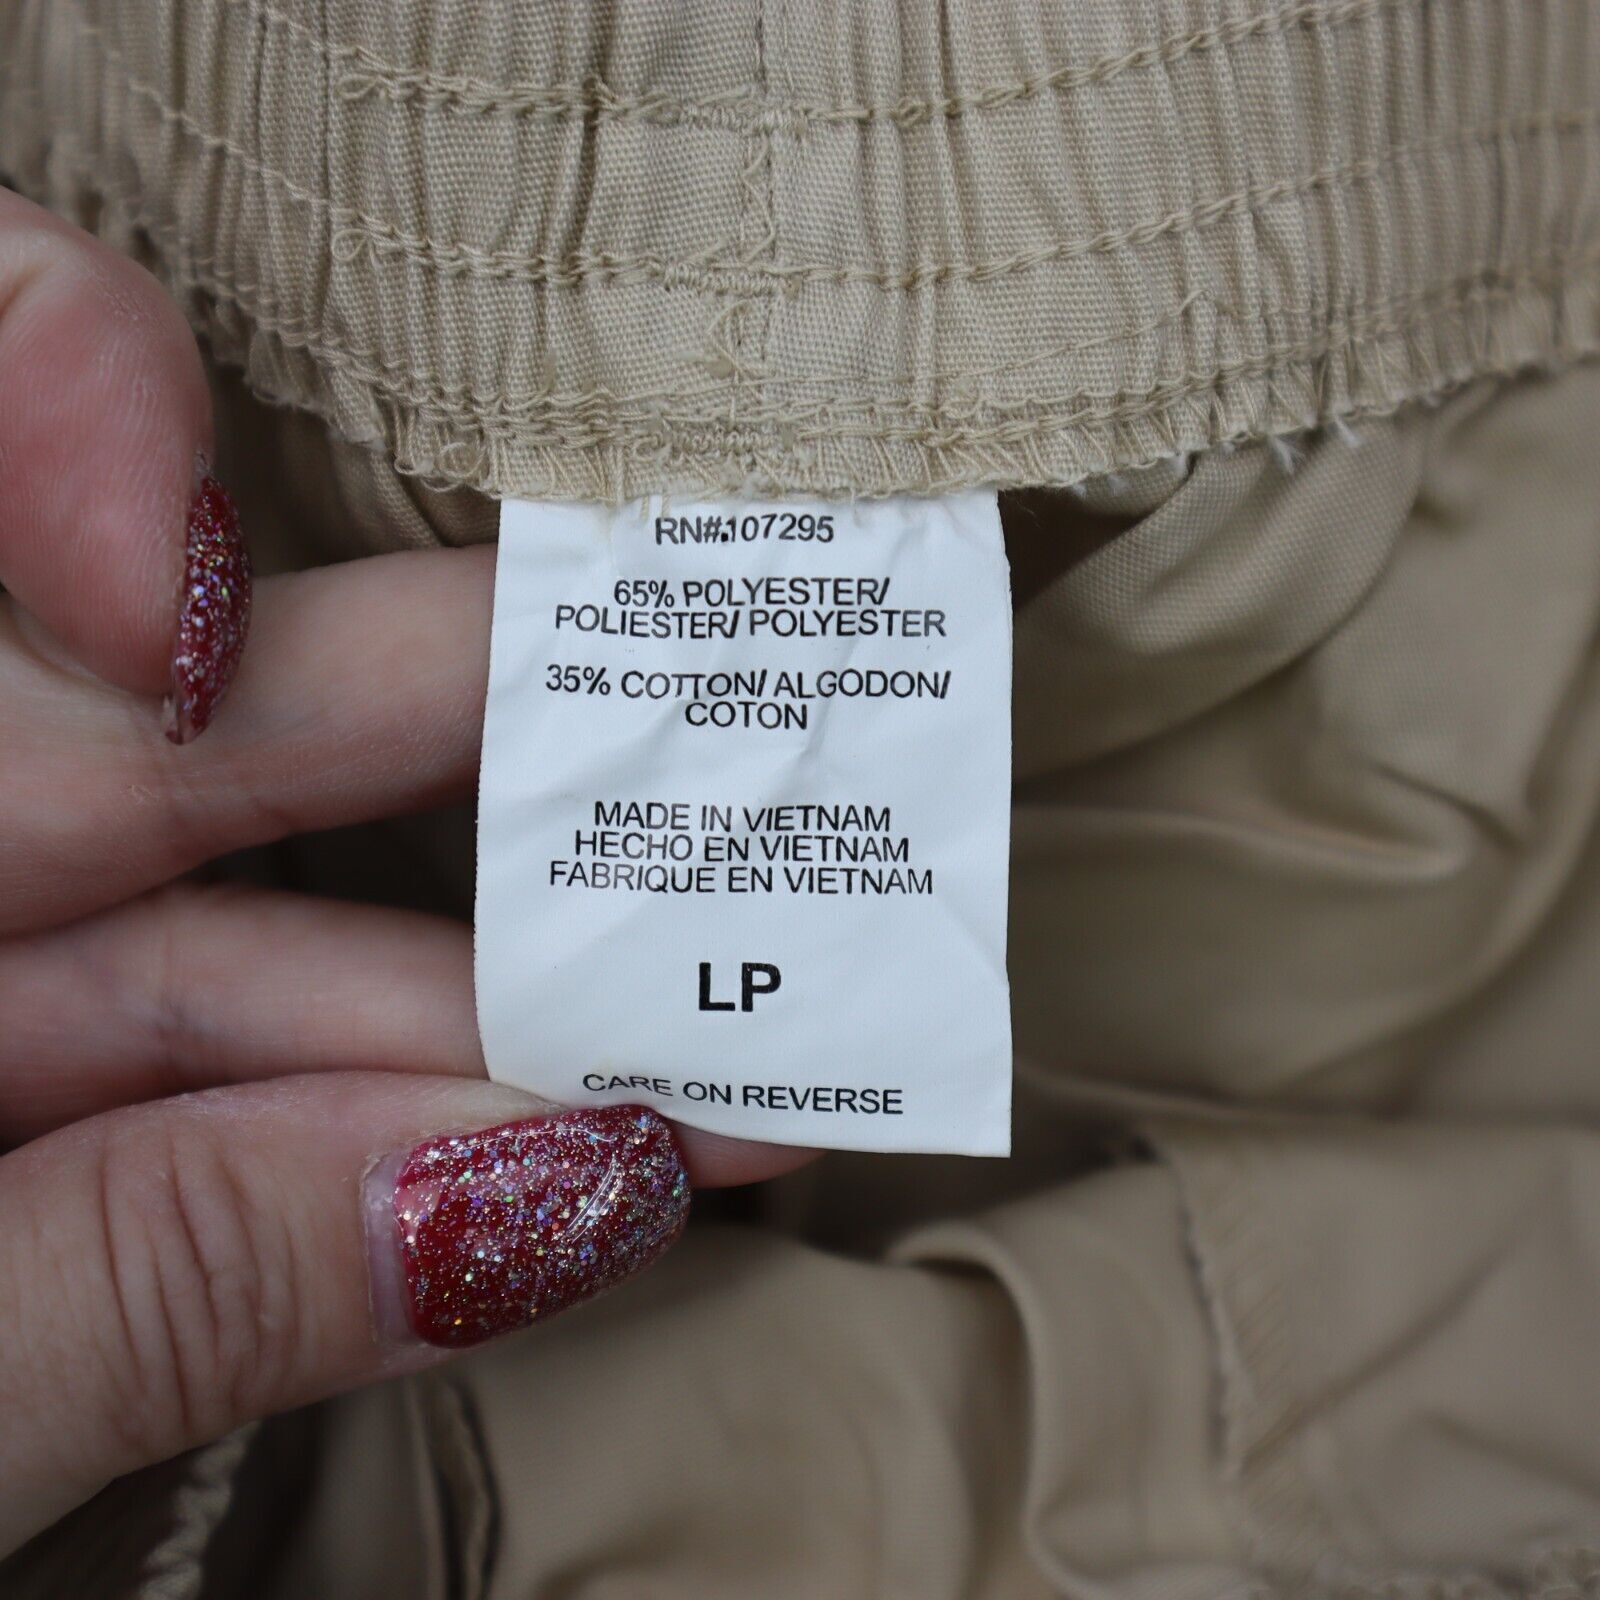 RN#.107295
65% POLYESTER/
POLIESTER/ POLYESTER
35% COTTON/ ALGODON/
COTON
MADE IN VIETNAM
HECHO EN VIETNAM
FABRIQUE EN VIETNAM
LP
CARE ON REVERSE